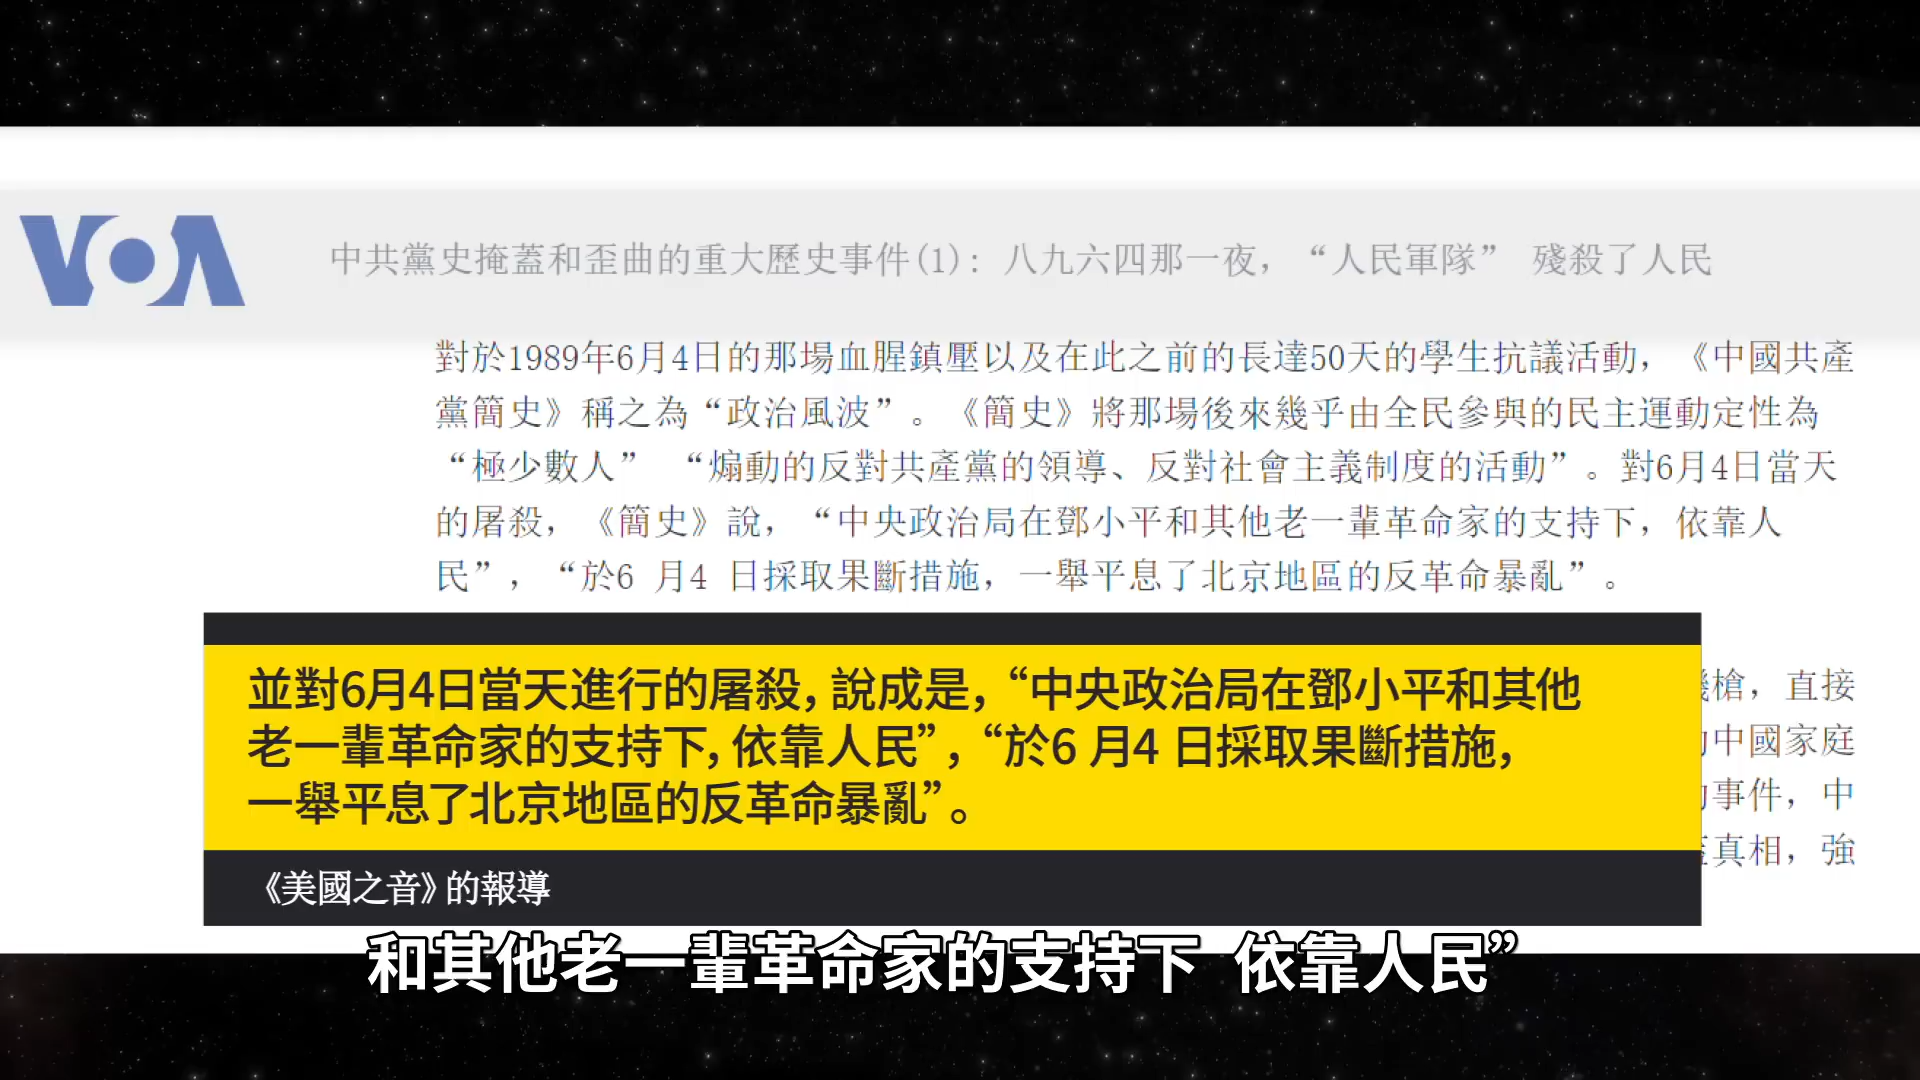 VOA
中共黨史掩蓋和歪曲的重大歷史事件(1): 八九六四那一夜，“人民軍隊” 殘殺了人民
對於1989年6月4日的那場血腥鎮壓以及在此之前的長達50天的學生抗議活動，《中國共產
黨簡史》稱之為“政治風波”。《簡史》將那場後來幾乎由全民參與的民主運動定性為
“極少數人” “煽動的反對共產黨的領導、反對社會主義制度的活動”。對6月4日當天
的屠殺，《簡史》說，“中央政治局在鄧小平和其他老一輩革命家的支持下，依靠人
民”，“於6 月4 日採取果斷措施，一舉平息了北京地區的反革命暴亂”。
槍，直接
中國家庭
事件，中
真相，強
並對6月4日當天進行的屠殺，說成是，“中央政治局在鄧小平和其他
老一輩革命家的支持下，依靠人民”，“於6 月4 日採取果斷措施，
一舉平息了北京地區的反革命暴亂”。
《美國之音》的報導
和其他老一輩革命家的支持下 依靠人民”